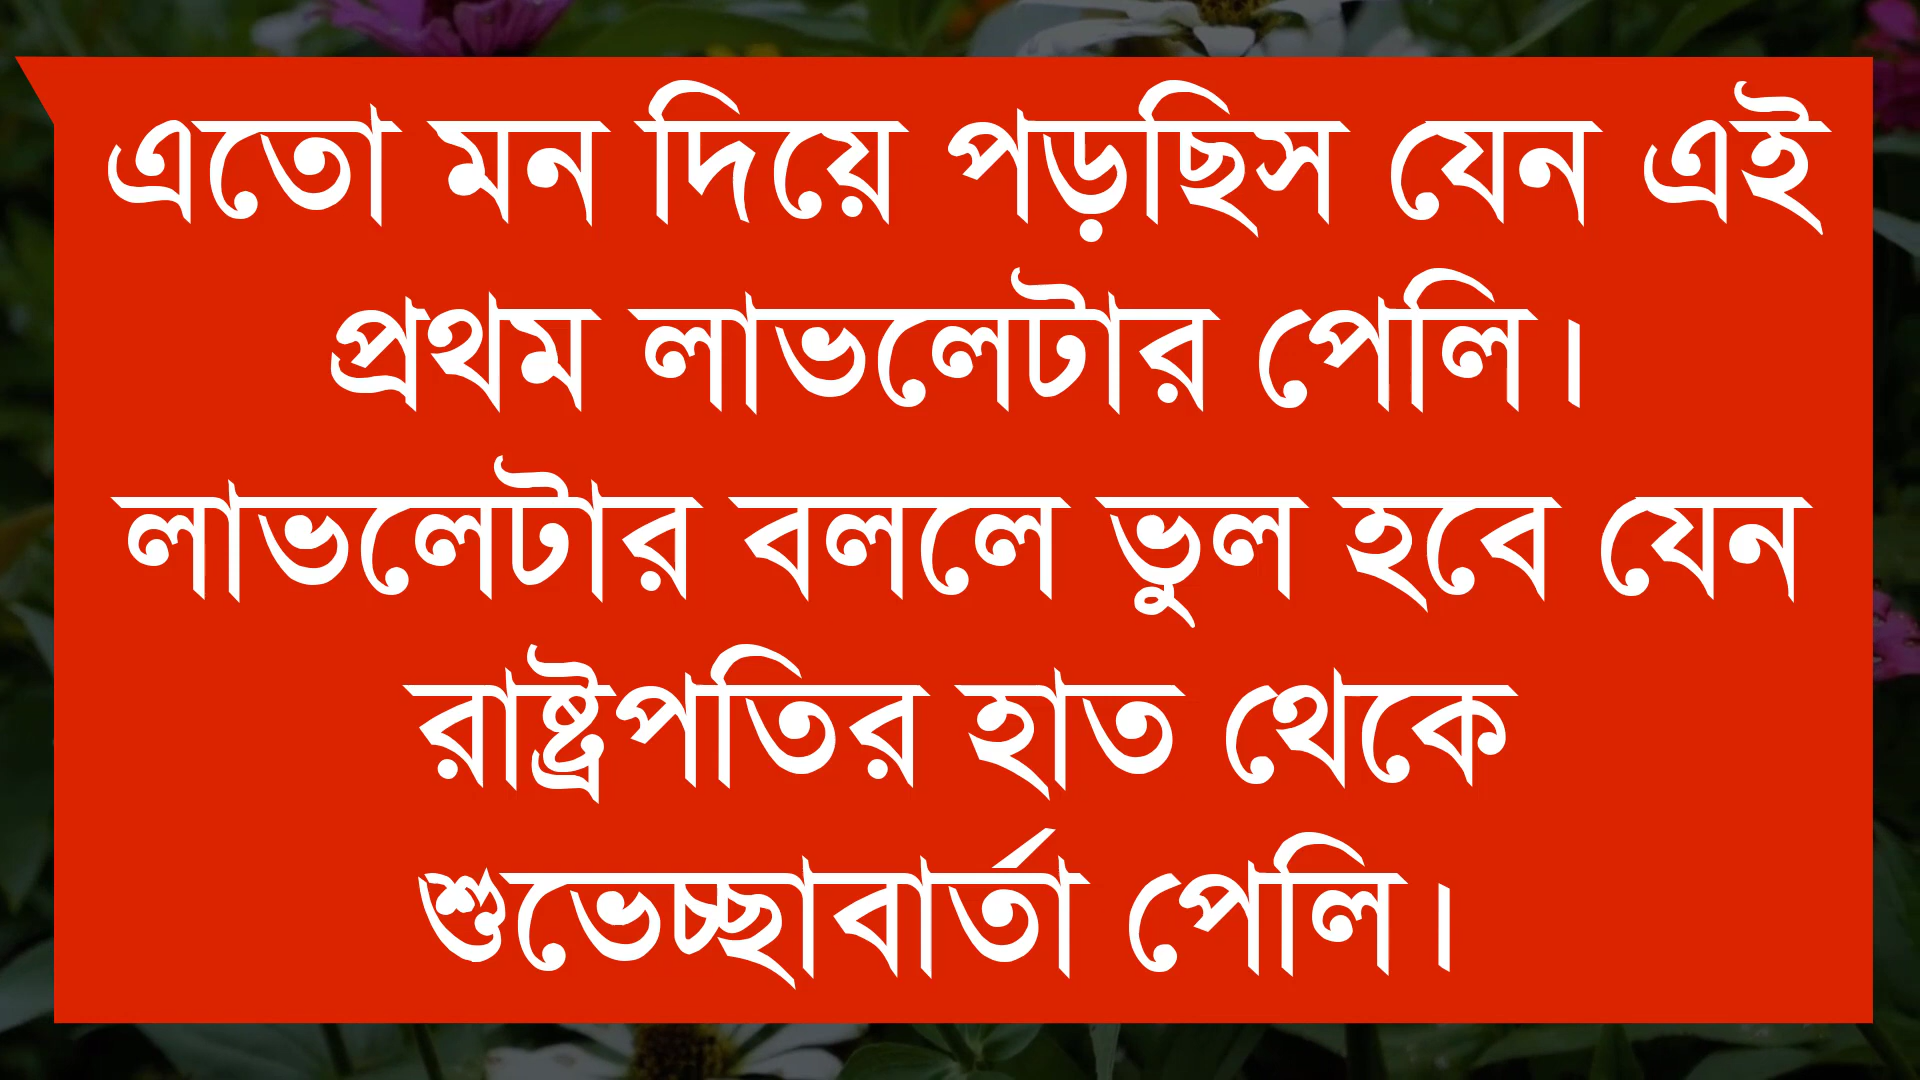 এতো মন দিয়ে পড়ছিস যেন এই
প্রথম লাভলেটার পেলি।
লাভলেটার বললে ভুল হবে যেন
রাষ্ট্রপতির হাত থেকে
শুভেচ্ছাবার্তা পেলি।